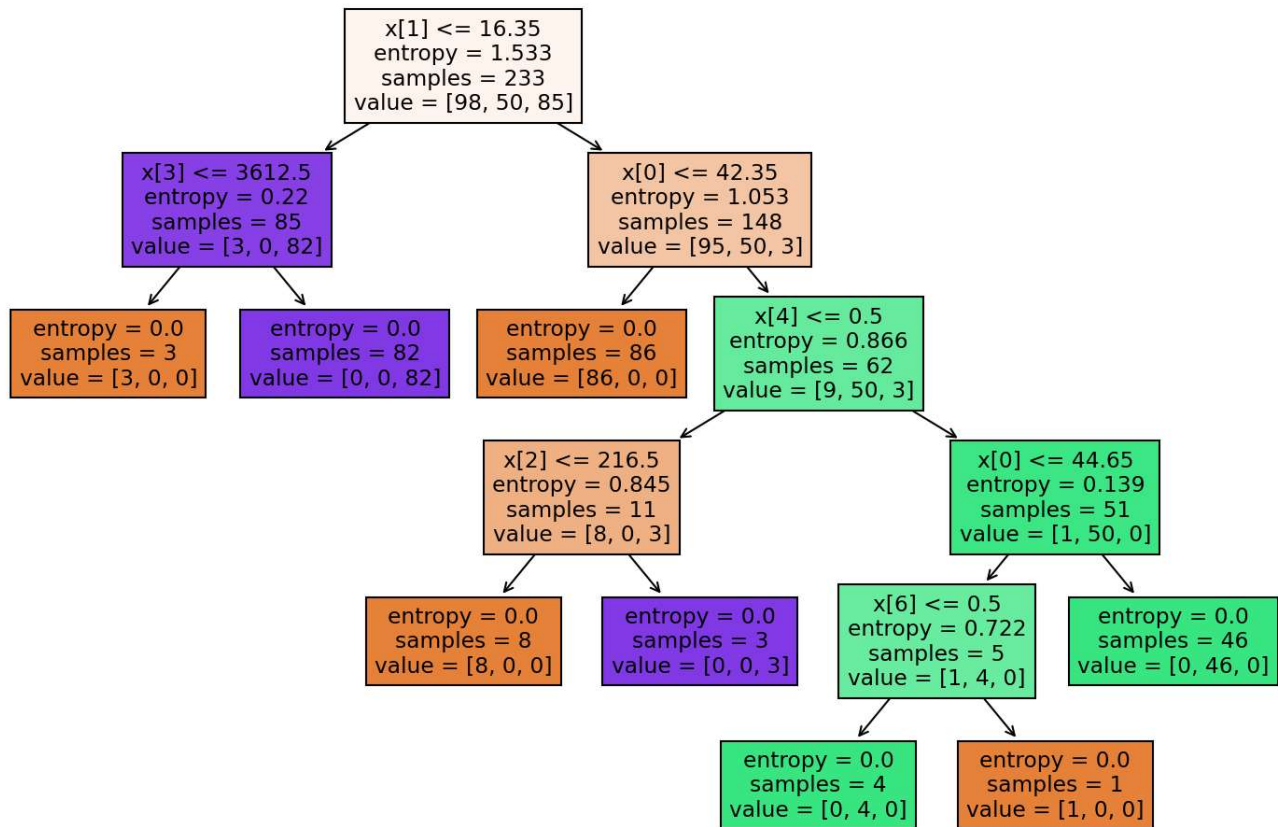 x[1] <= 16.35
entropy = 1.533
samples = 233
value = [98, 50, 85]
x[3] <= 3612.5
entropy = 0.22
samples = 85
value = [3, 0, 82]
x[0] <= 42.35
entropy = 1.053
samples = 148
value = [95, 50, 3]
entropy = 0.0
samples = 3
value = [3, 0, 0]
entropy = 0.0
samples = 82
value = [0, 0, 82]
entropy = 0.0
samples = 86
value = [86, 0, 0]
x[4] <= 0.5
entropy = 0.866
samples = 62
value = [9, 50, 3]
x[2] <= 216.5
entropy = 0.845
samples = 11
value = [8, 0, 3]
x[0] <= 44.65
entropy = 0.139
samples = 51
value = [1, 50, 0]
entropy = 0.0
samples = 8
value = [8, 0, 0]
entropy = 0.0
samples = 3
value = [0, 0, 3]
x[6] <= 0.5
entropy = 0.722
samples = 5
value = [1, 4, 0]
entropy = 0.0
samples = 46
value = [0, 46, 0]
entropy = 0.0
samples = 4
value = [0, 4, 0]
entropy = 0.0
samples = 1
value = [1, 0, 0]